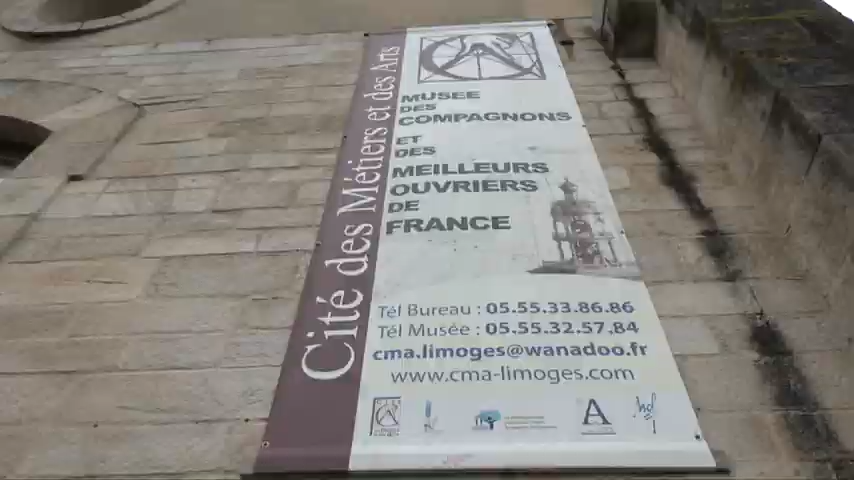 Cité des Métiers et des Arts
MUSEE
DES
COMPAGNONS
ET
DES
MEILLEURS
OUVRIERS
DE
FRANCE
Tél Bureau : 05.55.33.86.86
Tél Musée : 05.55.32.57.84
cma.limoges@wanadoo.fr
www.cma-limoges.com
A